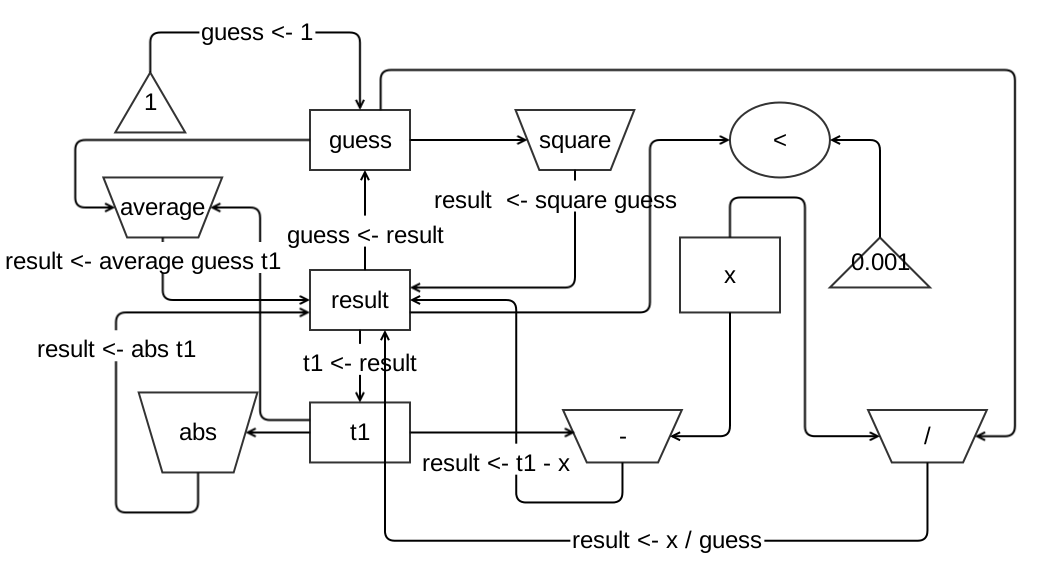 guess <- 1
1
guess
square
<
average
result <- square guess
guess <- result
result <- average guess t1
x
0.001
result
result <- abs t1
t1 <- result
abs
t1
-
/
result <- t1 - x
result <- x / guess